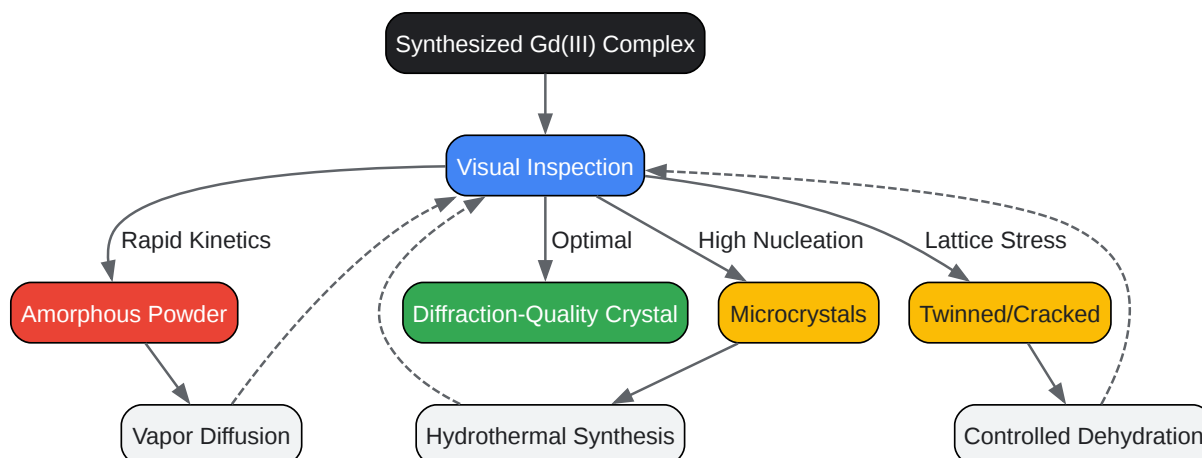 Synthesized Gd(III) Complex
Visual Inspection
Rapid Kinetics
Optimal
High Nucleation
Lattice Stress
Amorphous Powder
Diffraction-Quality Crystal
Microcrystals
Twinned/Cracked
Vapor Diffusion
Hydrothermal Synthesis
Controlled Dehydration